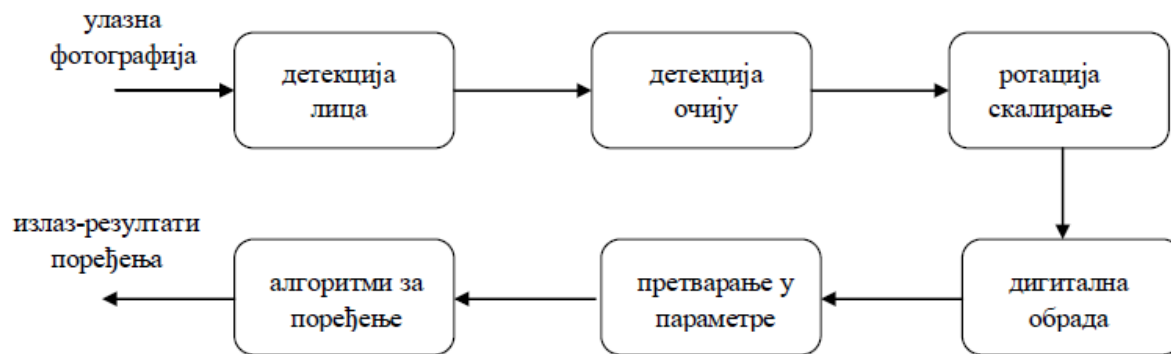 улазна
фотографија
детекција
лица
детекција
очију
ротација
скалирање
излаз-резултати
поређења
алгоритми за
поређење
претварање у
параметре
дигитална
обрада